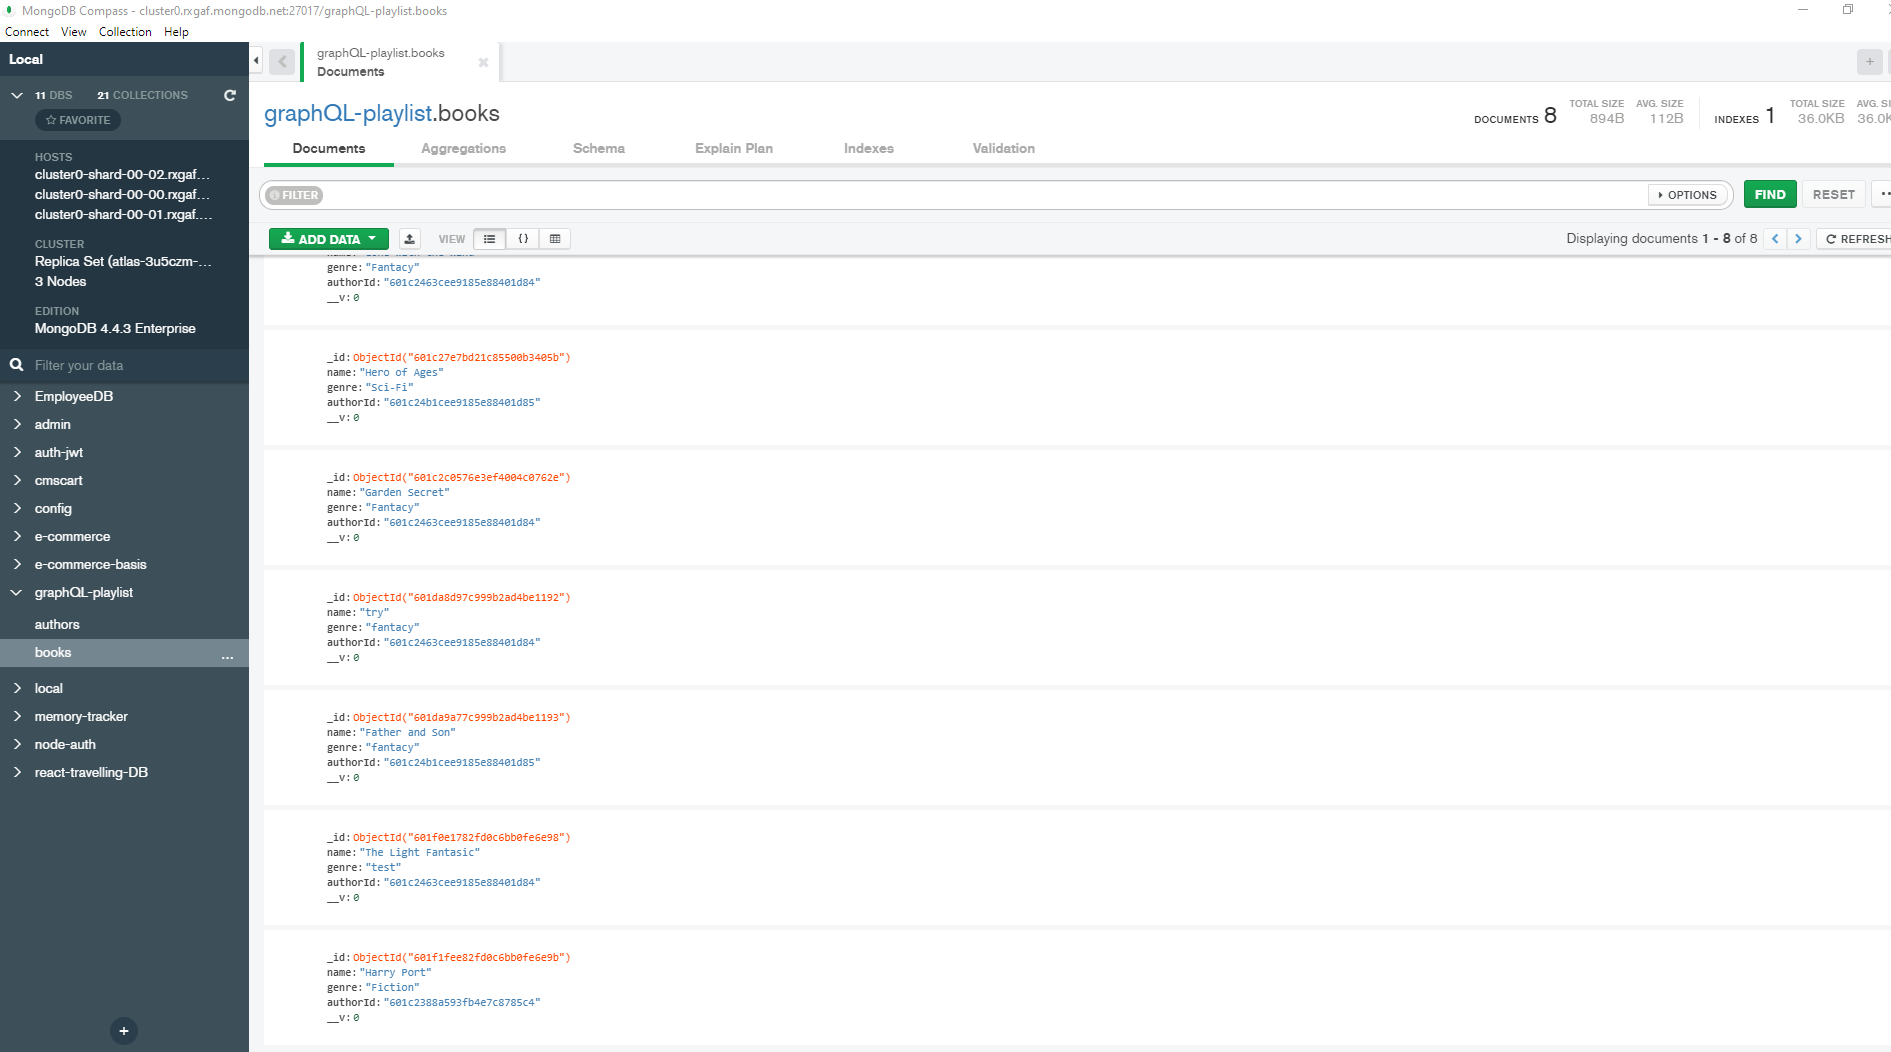 MongoDB Compass - cluster0.rxgaf.mongodb.net:27017/graphQL-playlist.books
Connect View Collection Help
Local
11 DBS 21 COLLECTIONS
FAVORITE
HOSTS
cluster0-shard-00-02.rxgaf...
cluster0-shard-00-00.rxgaf...
cluster0-shard-00-01.rxgaf....
CLUSTER
Replica Set (atlas-3u5czm-...
3 Nodes
EDITION
MongoDB 4.4.3 Enterprise
Filter your data
EmployeeDB
admin
auth-jwt
cmscart
config
e-commerce
e-commerce-basis
graphQL-playlist
authors
books ...
local
memory-tracker
node-auth
react-travelling-DB
+
graphQL-playlist.books
Documents
graphQL-playlist.books
DOCUMENTS 8 TOTAL SIZE 894B AVG. SIZE 112B INDEXES 1 TOTAL SIZE 36.0KB AVG. SI 36.0K
Documents Aggregations Schema Explain Plan Indexes Validation
FILTER OPTIONS FIND RESET
ADD DATA VIEW {} Displaying documents 1 - 8 of 8 REFRESH
genre: "Fantacy"
authorId: "601c2463cee9185e88401d84"
__v: 0
_id: ObjectId("601c27e7bd21c85500b3405b")
name: "Hero of Ages"
genre: "Sci-Fi"
authorId: "601c24b1cee9185e88401d85"
__v: 0
_id: ObjectId("601c2c0576e3ef4004c0762e")
name: "Garden Secret"
genre: "Fantacy"
authorId: "601c2463cee9185e88401d84"
__v: 0
_id: ObjectId("601da8d97c999b2ad4be1192")
name: "try"
genre: "fantacy"
authorId: "601c2463cee9185e88401d84"
__v: 0
_id: ObjectId("601da9a77c999b2ad4be1193")
name: "Father and Son"
genre: "fantacy"
authorId: "601c24b1cee9185e88401d85"
__v: 0
_id: ObjectId("601f0e1782fd0c6bb0fe6e98")
name: "The Light Fantasic"
genre: "test"
authorId: "601c2463cee9185e88401d84"
__v: 0
_id: ObjectId("601f1fee82fd0c6bb0fe6e9b")
name: "Harry Port"
genre: "Fiction"
authorId: "601c2388a593fb4e7c8785c4"
__v: 0